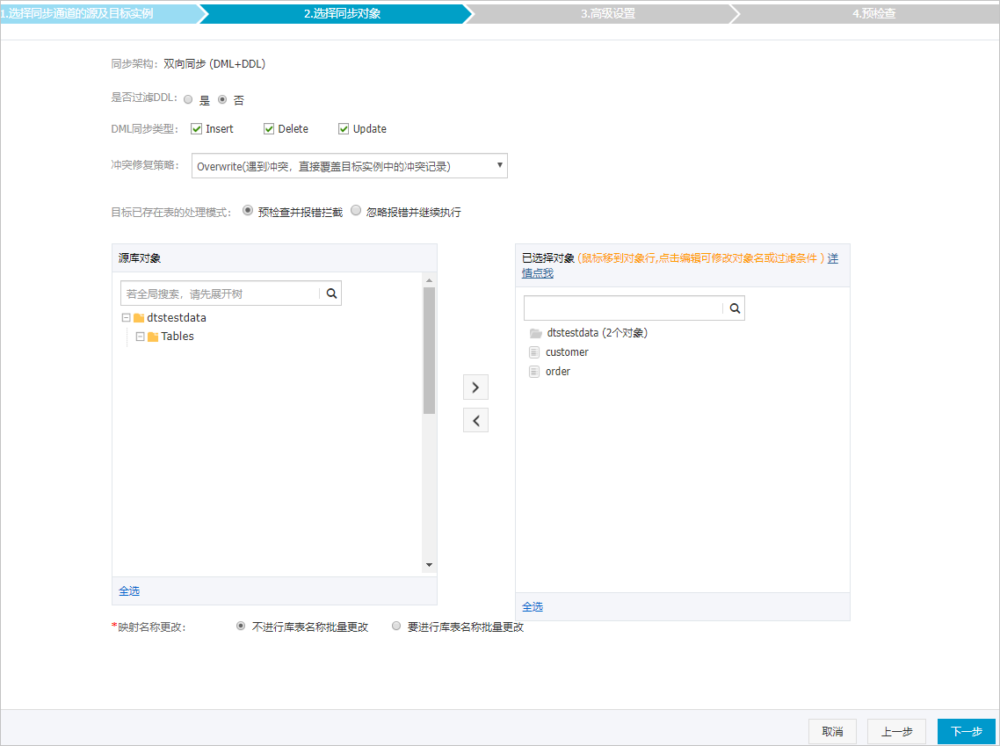 1.选择同步通道的源及目标实例
2.选择同步对象
3.高级设置
4.预检查
同步架构：双向同步 (DML+DDL)
是否过滤DDL： 是 否
DML同步类型： Insert Delete Update
冲突修复策略： Overwrite(遇到冲突，直接覆盖目标实例中的冲突记录)
目标已存在表的处理模式： 预检查并报错拦截 忽略报错并继续执行
源库对象
若全局搜索，请先展开树
dtstestdata
Tables
全选
已选择对象 (鼠标移到对象行,点击编辑可修改对象名或过滤条件 ) 详
情点我
dtstestdata (2个对象)
customer
order
全选
*映射名称更改： 不进行库表名称批量更改 要进行库表名称批量更改
取消 上一步 下一步